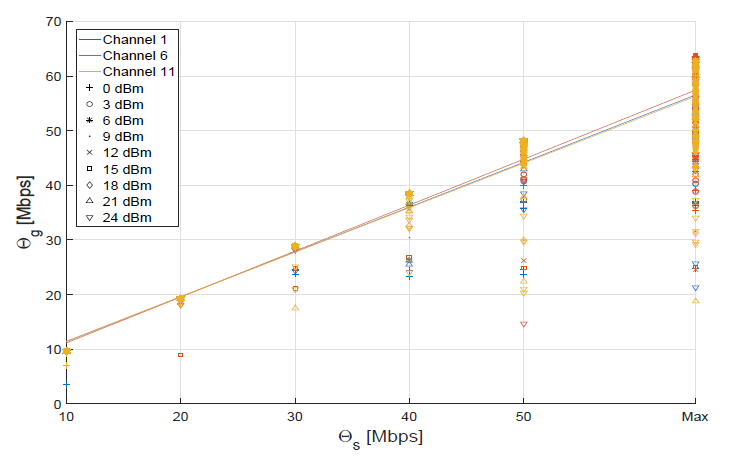 70
60
50
40
30
20
10
0
Θg [Mbps]
Channel 1
Channel 6
Channel 11
0 dBm
3 dBm
6 dBm
9 dBm
12 dBm
15 dBm
18 dBm
21 dBm
24 dBm
10 20 30 40 50 Max
Θs [Mbps]